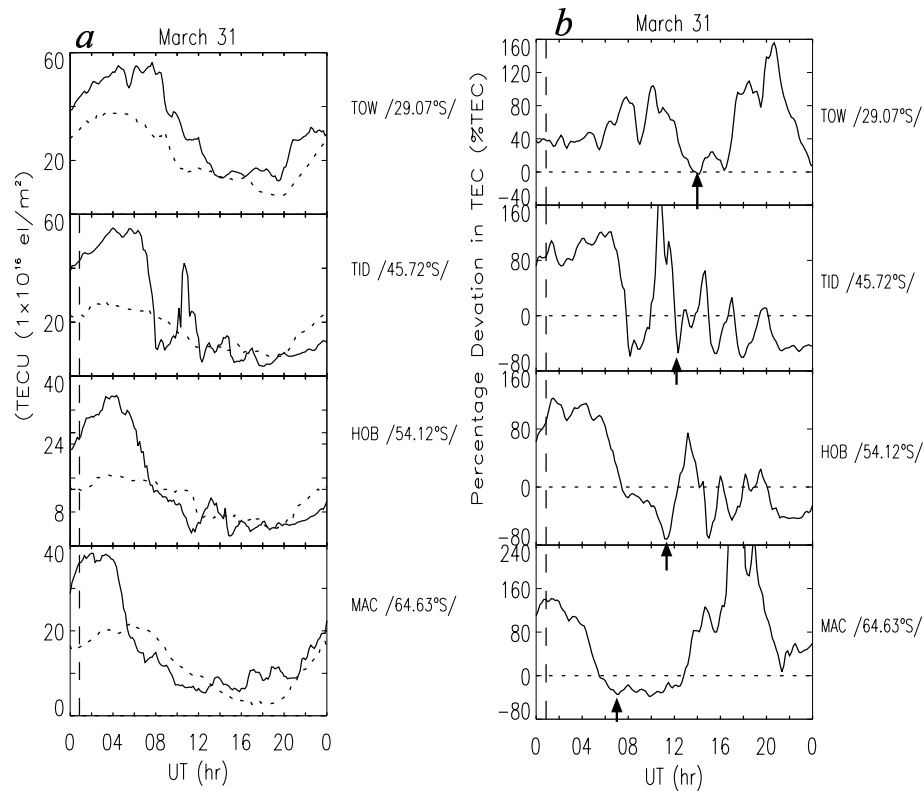 a
March 31
(TECU (1x10¹⁶ el/m²)
60
20
TOW /29.07°S/
60
20
TID /45.72°S/
40
24
8
HOB /54.12°S/
40
20
0
MAC /64.63°S/
0 04 08 12 16 20 0
UT (hr)
b
March 31
Percentage Devation in TEC (%TEC)
160
120
80
40
0
-40
TOW /29.07°S/
160
80
0
-80
TID /45.72°S/
160
80
0
-80
HOB /54.12°S/
240
160
80
0
-80
MAC /64.63°S/
0 04 08 12 16 20 0
UT (hr)